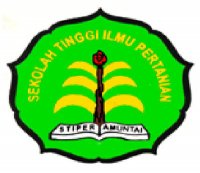 SEKOLAH TINGGI ILMU PERTANIAN
STIPER AMUNTAI